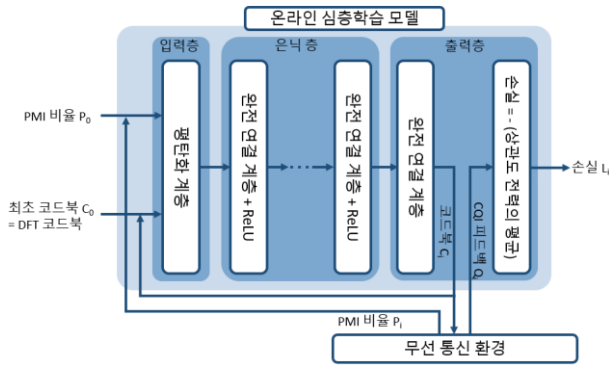 온라인 심층학습 모델
입력층
은닉 층
출력층
PMI 비율 P₀
최초 코드북 C₀
= DFT 코드북
평탄화 계층
완전 연결 계층 + ReLU
완전 연결 계층 + ReLU
완전 연결 계층
코드북 Cᵢ
CQI 피드백 Qᵢ
손실 = - (상관도 전력의 평균)
손실 Lᵢ
PMI 비율 Pᵢ
무선 통신 환경